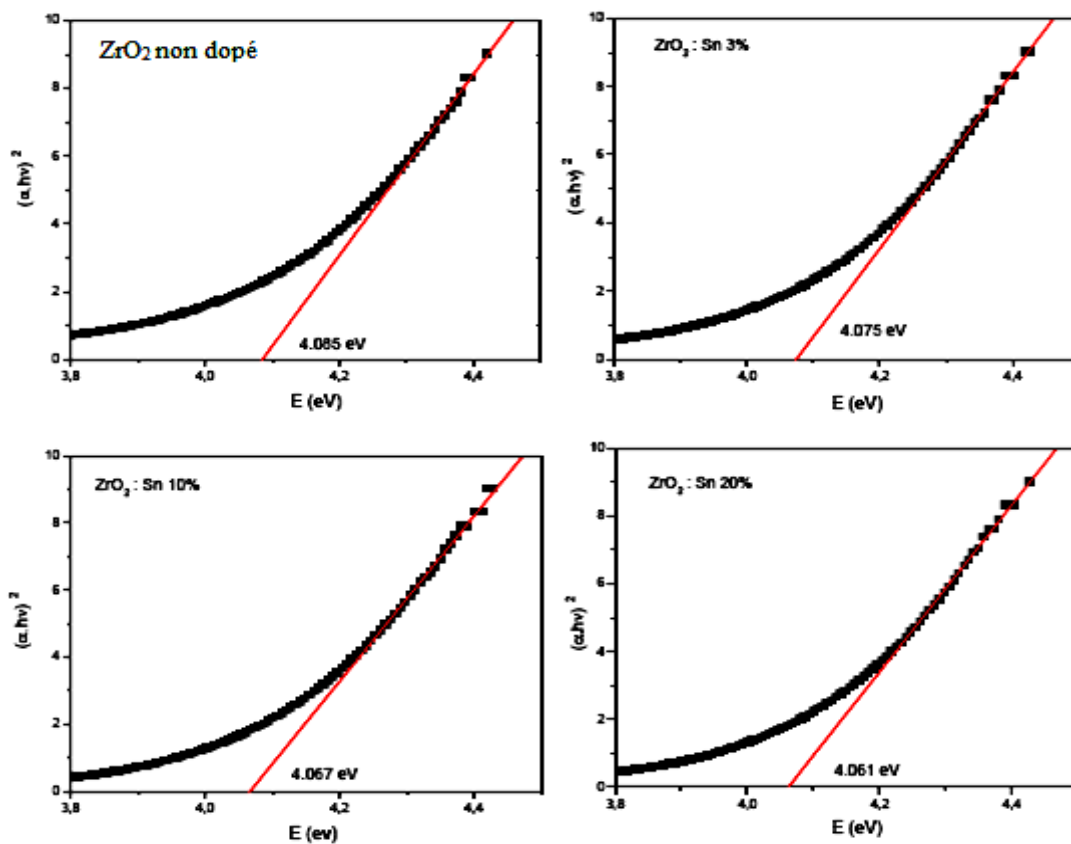 ZrO2 non dopé
10
8
6
4
2
0
(α.hν) 2
4.085 eV
3,8
4,0
4,2
4,4
E (eV)
ZrO2 : Sn 3%
10
8
6
4
2
0
(α.hν) 2
4.075 eV
3,8
4,0
4,2
4,4
E (eV)
ZrO2 : Sn 10%
10
8
6
4
2
0
(α.hν) 2
4.067 eV
3,8
4,0
4,2
4,4
E (ev)
ZrO2 : Sn 20%
10
8
6
4
2
0
(α.hν) 2
4.061 eV
3,8
4,0
4,2
4,4
E (eV)